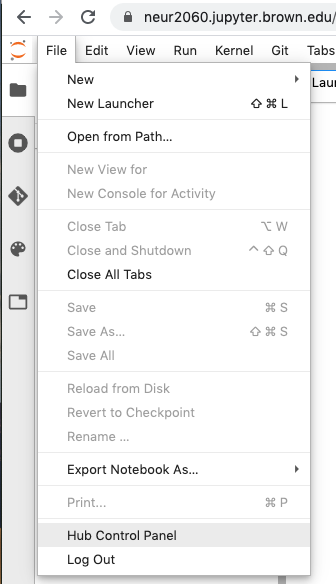 neur2060.jupyter.brown.edu/
File Edit View Run Kernel Git Tabs
Laun
New
New Launcher ⇧ ⌘ L
Open from Path...
New View for
New Console for Activity
Close Tab ⌥ W
Close and Shutdown ^ ⇧ Q
Close All Tabs
Save ⌘ S
Save As... ⇧ ⌘ S
Save All
Reload from Disk
Revert to Checkpoint
Rename ...
Export Notebook As...
Print... ⌘ P
Hub Control Panel
Log Out